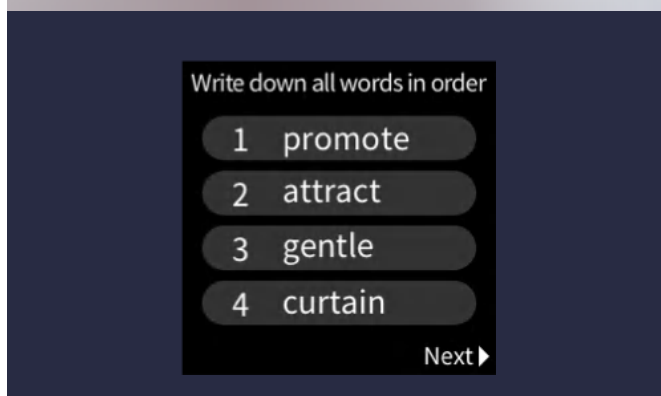 Write down all words in order
1 promote
2 attract
3 gentle
4 curtain
Next